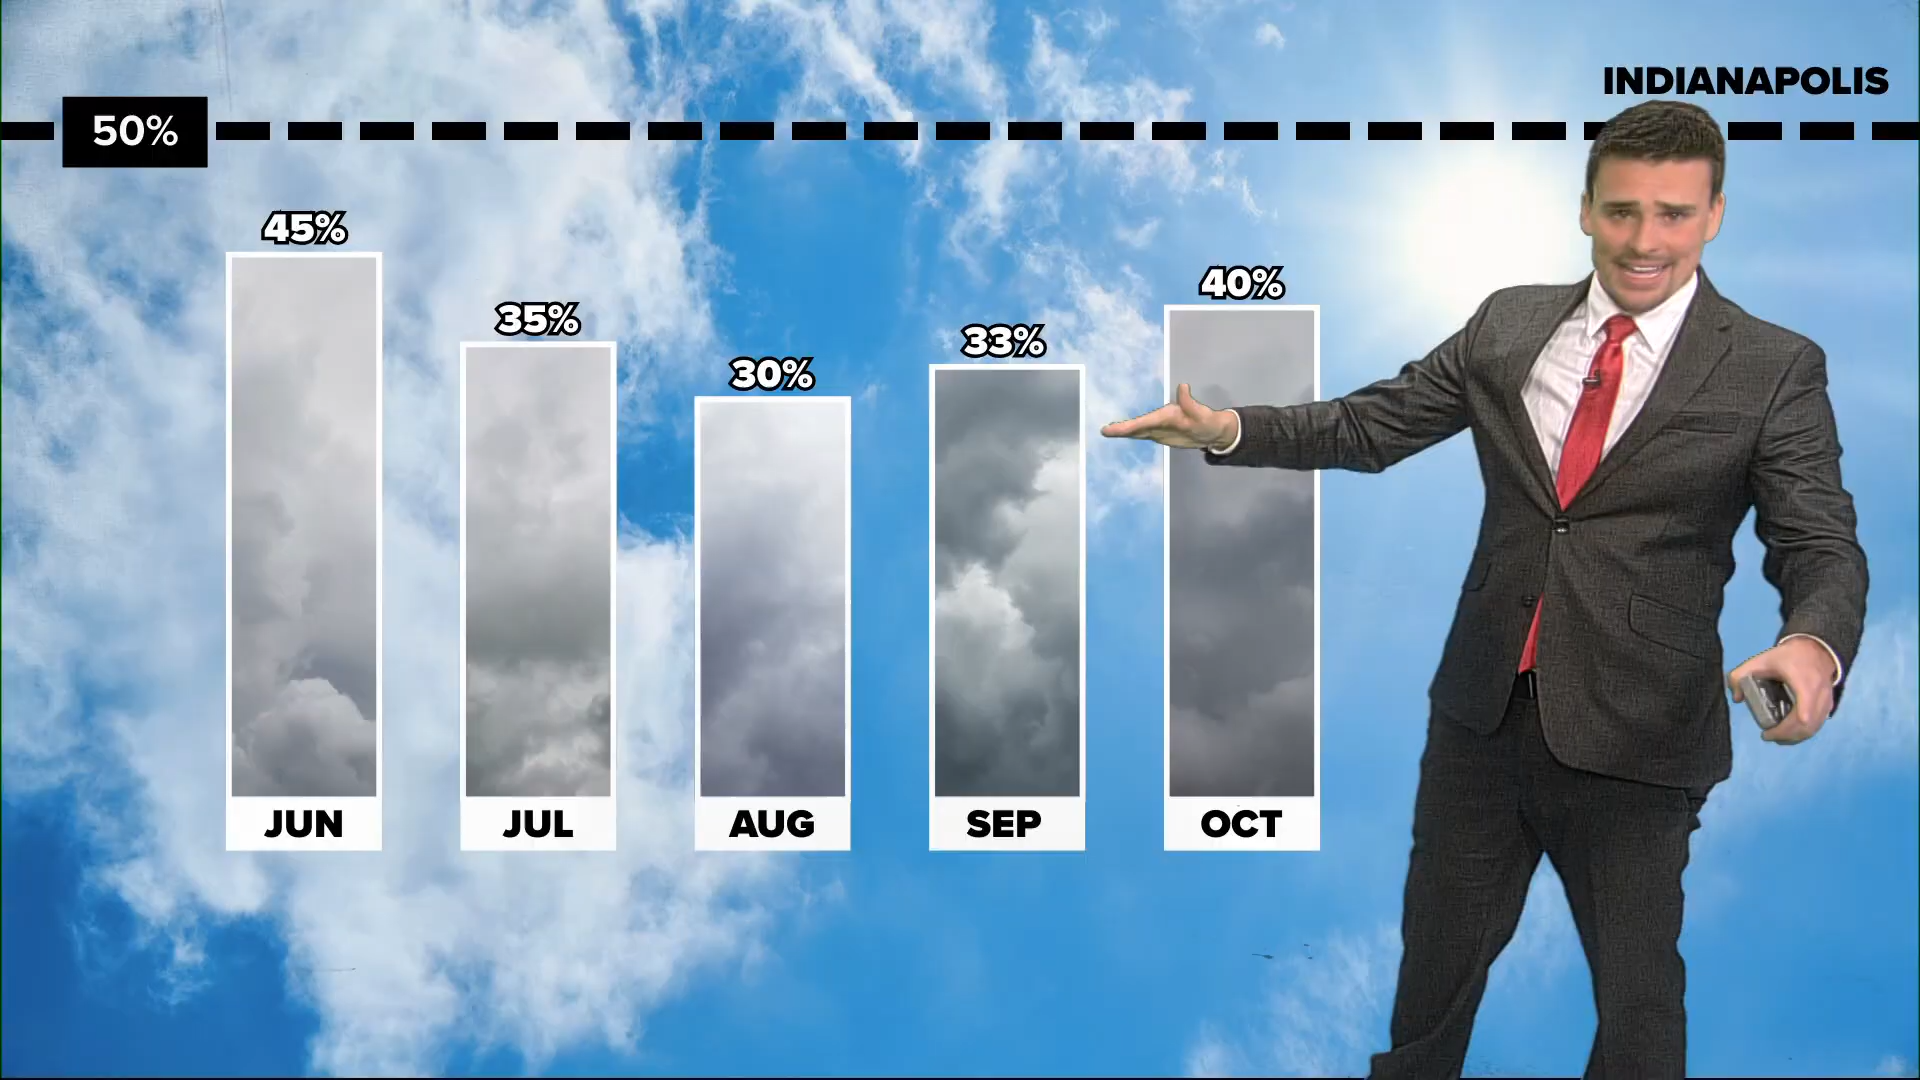 INDIANAPOLIS
50%
45%
35%
30%
33%
40%
JUN
JUL
AUG
SEP
OCT